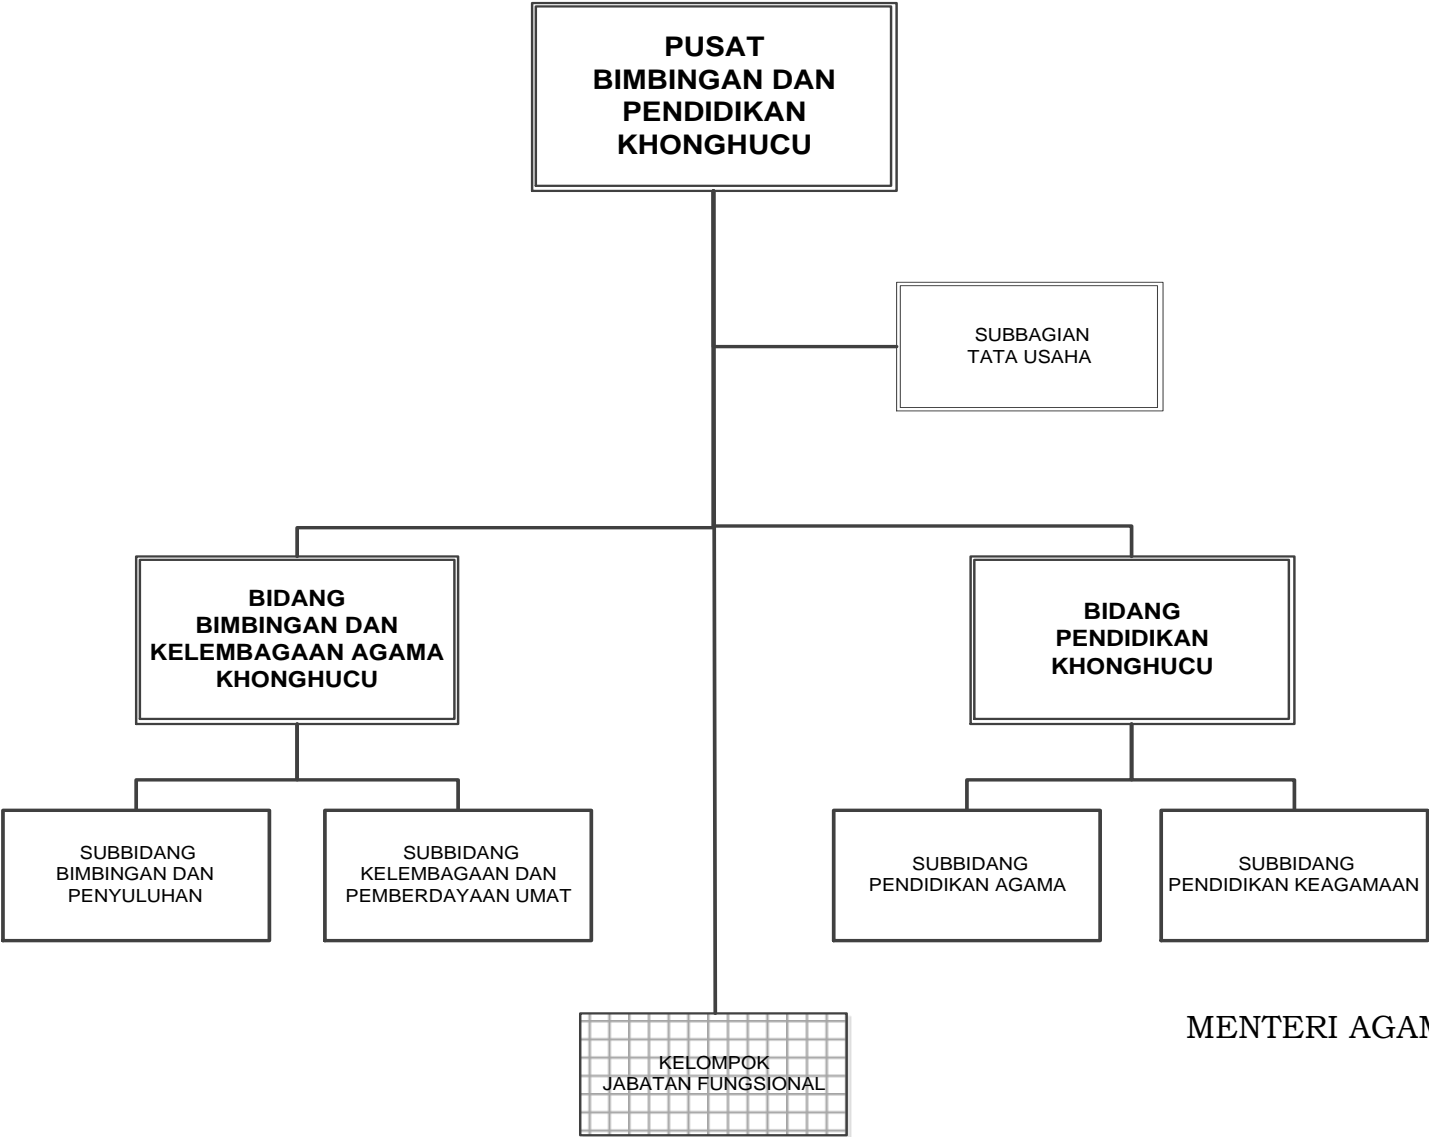 PUSAT
BIMBINGAN DAN
PENDIDIKAN
KHONGHUCU
SUBBAGIAN
TATA USAHA
BIDANG
BIMBINGAN DAN
KELEMBAGAAN AGAMA
KHONGHUCU
BIDANG
PENDIDIKAN
KHONGHUCU
SUBBIDANG
BIMBINGAN DAN
PENYULUHAN
SUBBIDANG
KELEMBAGAAN DAN
PEMBERDAYAAN UMAT
SUBBIDANG
PENDIDIKAN AGAMA
SUBBIDANG
PENDIDIKAN KEAGAMAAN
KELOMPOK
JABATAN FUNGSIONAL
MENTERI